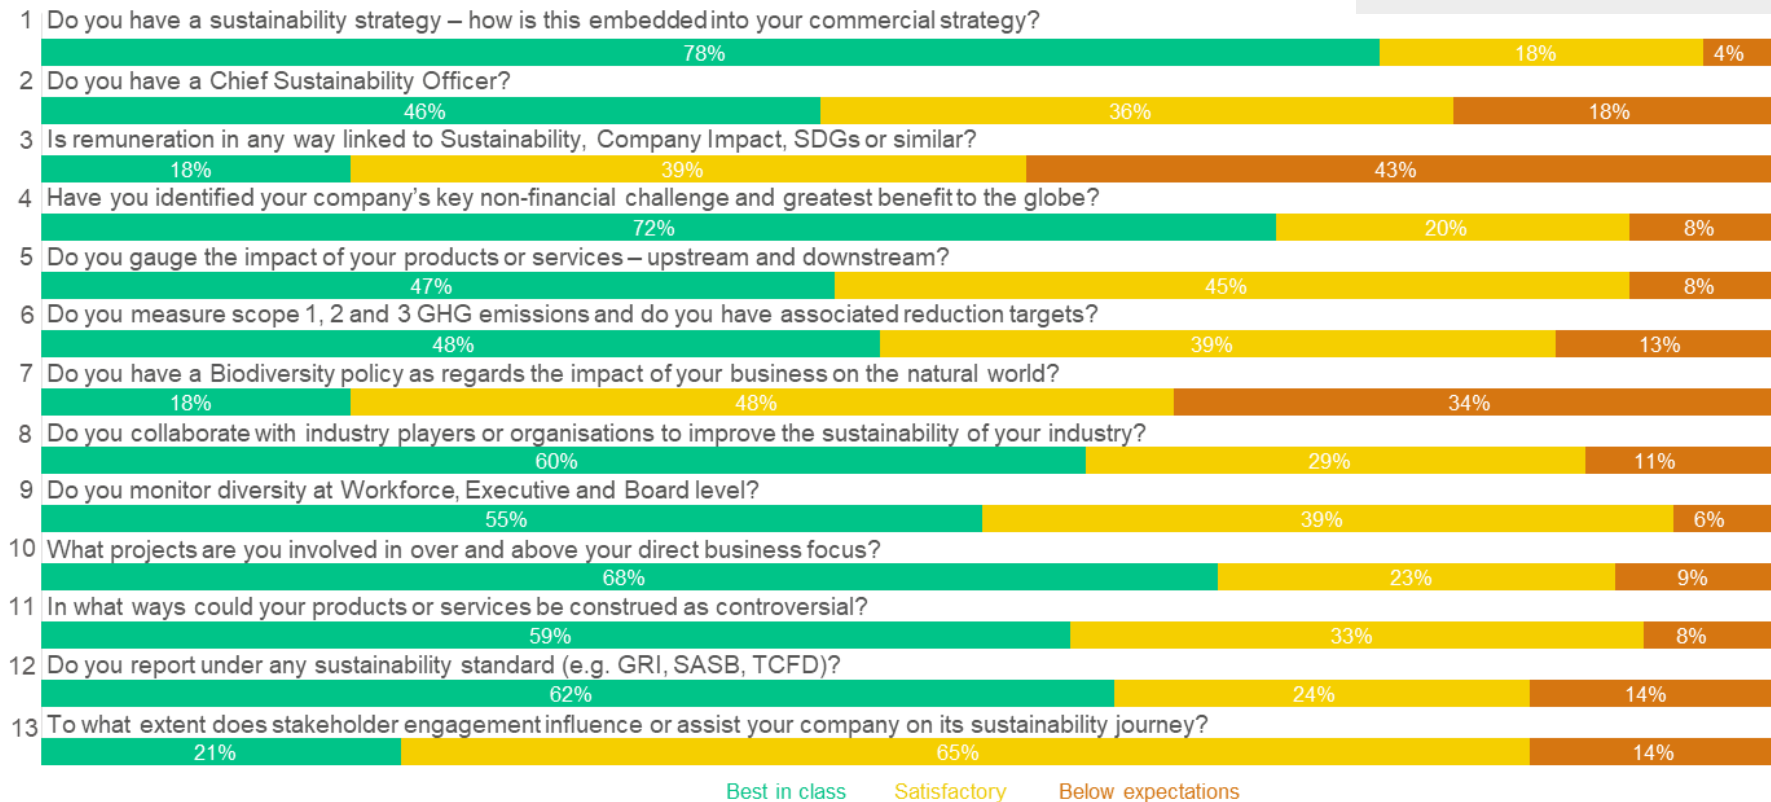 1 Do you have a sustainability strategy – how is this embedded into your commercial strategy?
78% 18% 4%
2 Do you have a Chief Sustainability Officer?
46% 36% 18%
3 Is remuneration in any way linked to Sustainability, Company Impact, SDGs or similar?
18% 39% 43%
4 Have you identified your company’s key non-financial challenge and greatest benefit to the globe?
72% 20% 8%
5 Do you gauge the impact of your products or services – upstream and downstream?
47% 45% 8%
6 Do you measure scope 1, 2 and 3 GHG emissions and do you have associated reduction targets?
48% 39% 13%
7 Do you have a Biodiversity policy as regards the impact of your business on the natural world?
18% 48% 34%
8 Do you collaborate with industry players or organisations to improve the sustainability of your industry?
60% 29% 11%
9 Do you monitor diversity at Workforce, Executive and Board level?
55% 39% 6%
10 What projects are you involved in over and above your direct business focus?
68% 23% 9%
11 In what ways could your products or services be construed as controversial?
59% 33% 8%
12 Do you report under any sustainability standard (e.g. GRI, SASB, TCFD)?
62% 24% 14%
13 To what extent does stakeholder engagement influence or assist your company on its sustainability journey?
21% 65% 14%
Best in class Satisfactory Below expectations